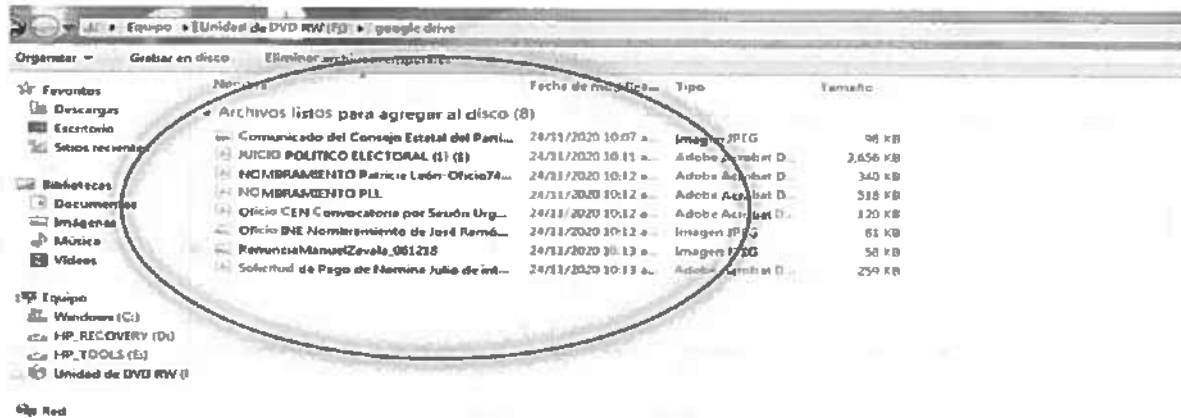 Equipo ▸ Unidad de DVD RW (F:) ▸ google drive
Organizar Grabar en disco Eliminar archivos temporales
Favoritos
Descargas
Escritorio
Sitios recientes
Bibliotecas
Documentos
Imágenes
Música
Vídeos
Equipo
Windows (C:)
HP_RECOVERY (D:)
HP_TOOLS (E:)
Unidad de DVD RW (
Red
Nombre Fecha de modifica... Tipo Tamaño
Archivos listos para agregar al disco (8)
Comunicado del Consejo Estatal del Parti... 24/11/2020 10:07 a... Imagen JPEG 98 KB
JUICIO POLITICO ELECTORAL (1) (1) 24/11/2020 10:11 a... Adobe Acrobat D... 2,656 KB
NOMBRAMIENTO Patricia León-Oficio74... 24/11/2020 10:12 a... Adobe Acrobat D... 340 KB
NOMBRAMIENTO PLL 24/11/2020 10:12 a... Adobe Acrobat D... 518 KB
Oficio CEN Convocatoria por Sesión Urg... 24/11/2020 10:12 a... Adobe Acrobat D... 120 KB
Oficio INE Nombramiento de José Ramó... 24/11/2020 10:12 a... Imagen JPEG 61 KB
RenunciaManuelZavala_061218 24/11/2020 10:13 a... Imagen JPEG 58 KB
Solicitud de Pago de Nomina Julio de int... 24/11/2020 10:13 a... Adobe Acrobat D... 259 KB